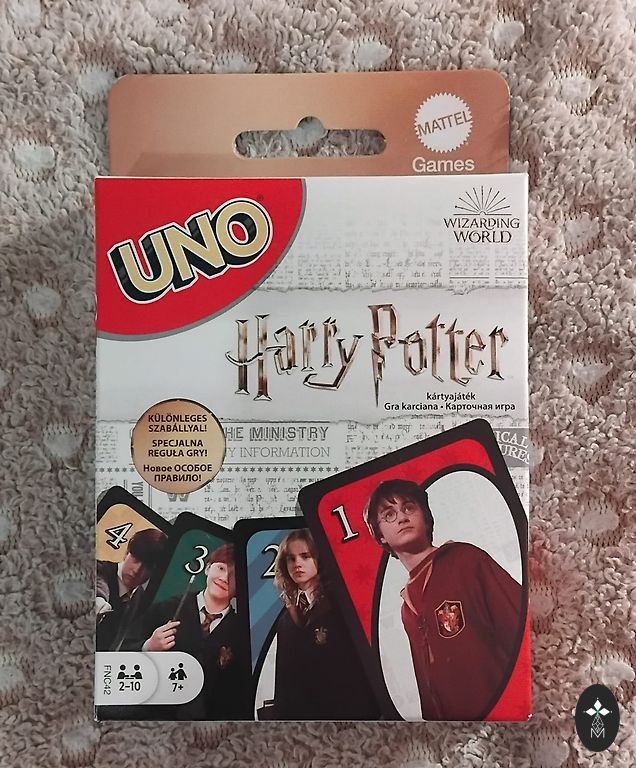 MATTEL
Games
UNO®
WIZARDING
WORLD
Harry Potter
kártyajáték
Gra karciana • Карточная игра
KÜLÖNLEGES
SZABÁLLYAL!
SPECJALNA
REGUŁA GRY!
Новое ОСОБОЕ
ПРАВИЛО!
HE MINISTRY
Y INFORMATION
4
3
2
1
FNC42
2–10
7+
M